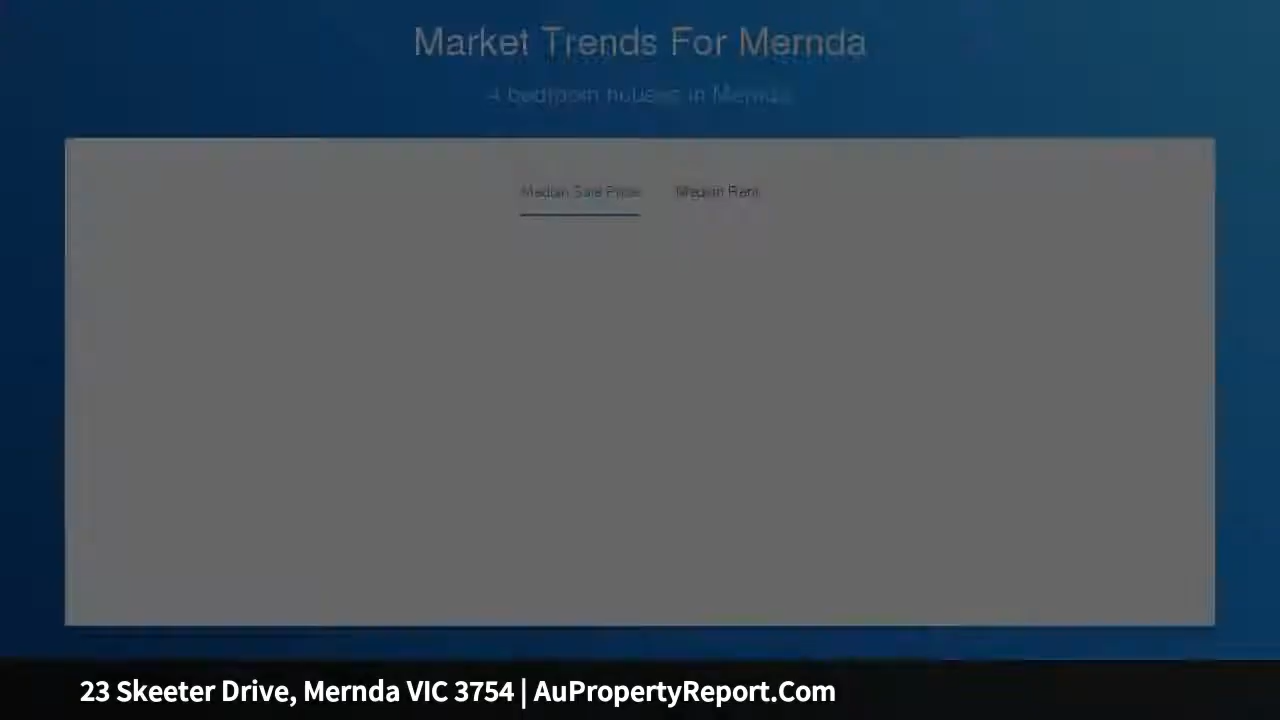 Market Trends For Mernda
4 bedroom houses in Mernda
Median Sale Price Median Rent
23 Skeeter Drive, Mernda VIC 3754 | AuPropertyReport.Com